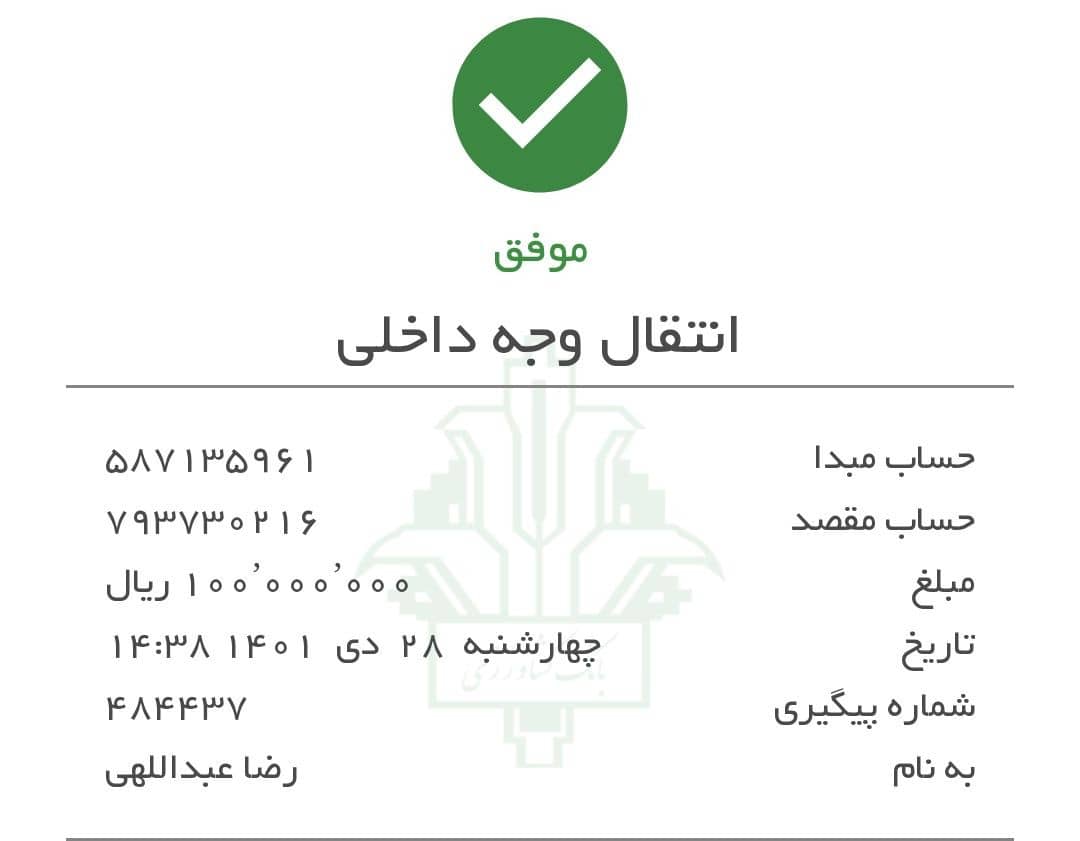 موفق
انتقال وجه داخلی
حساب مبدا ۵۸۷۱۳۵۹۶۱
حساب مقصد ۷۹۳۷۳۰۲۱۶
مبلغ ۱۰۰٬۰۰۰٬۰۰۰ ریال
تاریخ چهارشنبه ۲۸ دی ۱۴۰۱ ۱۴:۳۸
شماره پیگیری ۴۸۴۴۳۷
به نام رضا عبداللهی
بانک کشاورزی